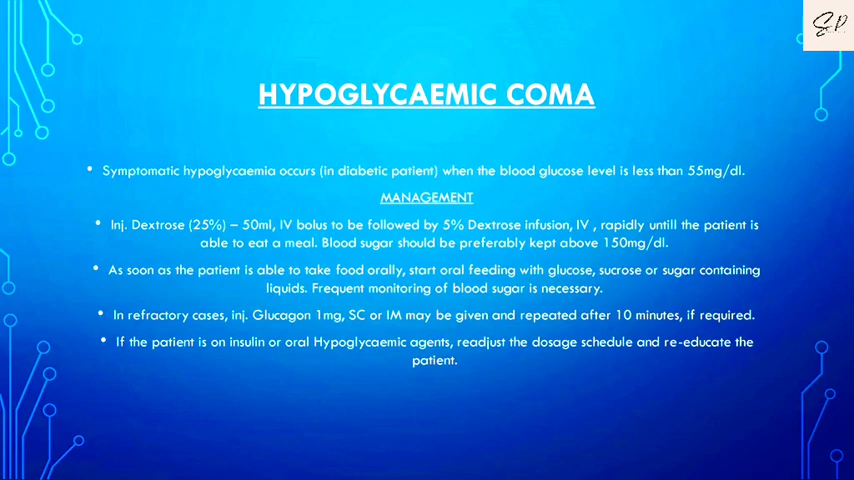 HYPOGLYCAEMIC COMA
• Symptomatic hypoglycaemia occurs (in diabetic patient) when the blood glucose level is less than 55mg/dl.
MANAGEMENT
• Inj. Dextrose (25%) – 50ml, IV bolus to be followed by 5% Dextrose infusion, IV , rapidly untill the patient is
able to eat a meal. Blood sugar should be preferably kept above 150mg/dl.
• As soon as the patient is able to take food orally, start oral feeding with glucose, sucrose or sugar containing
liquids. Frequent monitoring of blood sugar is necessary.
• In refractory cases, inj. Glucagon 1mg, SC or IM may be given and repeated after 10 minutes, if required.
• If the patient is on insulin or oral Hypoglycaemic agents, readjust the dosage schedule and re-educate the
patient.